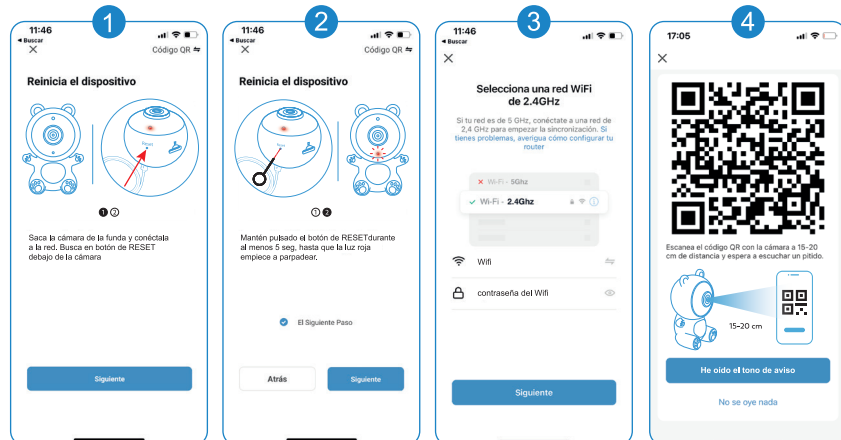 1
11:46
Buscar
Código QR
Reinicia el dispositivo
Reset
1 2
Saca la cámara de la funda y conéctala
a la red. Busca en botón de RESET
debajo de la cámara
Siguiente
2
11:46
Buscar
Código QR
Reinicia el dispositivo
Reset
1 2
Mantén pulsado el botón de RESETdurante
al menos 5 seg, hasta que la luz roja
empiece a parpadear.
El Siguiente Paso
Atrás
Siguiente
3
11:46
Buscar
Selecciona una red WiFi
de 2.4GHz
Si tu red es de 5 GHz, conéctate a una red de
2,4 GHz para empezar la sincronización. Si
tienes problemas, averigua cómo configurar tu
router
Wi-Fi - 5Ghz
Wi-Fi - 2.4Ghz
Wifi
contraseña del Wifi
Siguiente
4
17:05
Escanea el código QR con la cámara a 15-20
cm de distancia y espera a escuchar un pitido.
15-20 cm
He oído el tono de aviso
No se oye nada